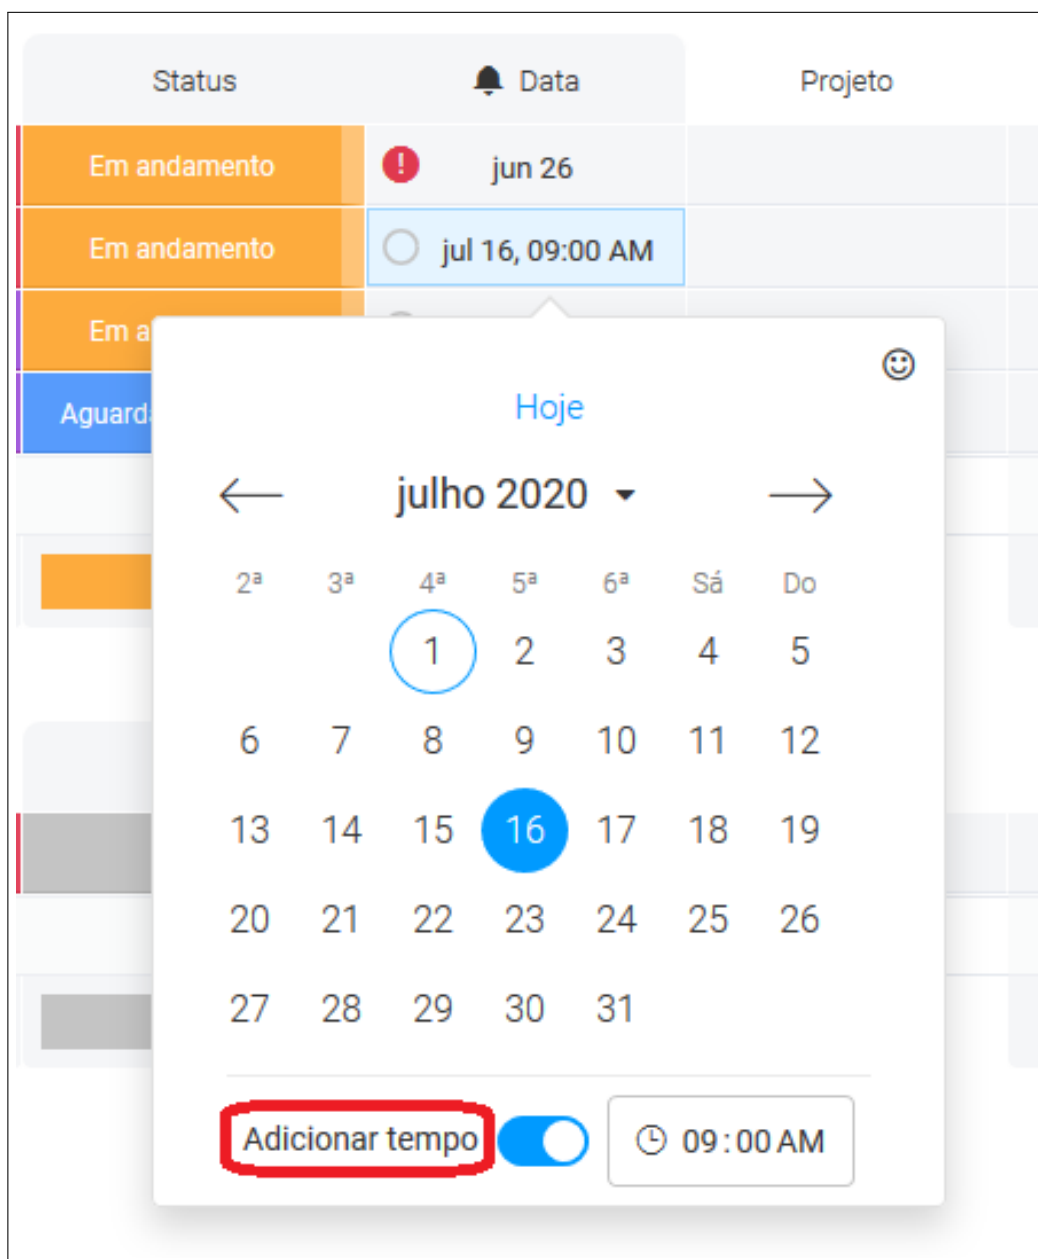 Status Data Projeto
Em andamento jun 26
Em andamento jul 16, 09:00 AM
Em a
Aguard
Hoje
julho 2020
2ª 3ª 4ª 5ª 6ª Sá Do
1 2 3 4 5
6 7 8 9 10 11 12
13 14 15 16 17 18 19
20 21 22 23 24 25 26
27 28 29 30 31
Adicionar tempo 09:00 AM